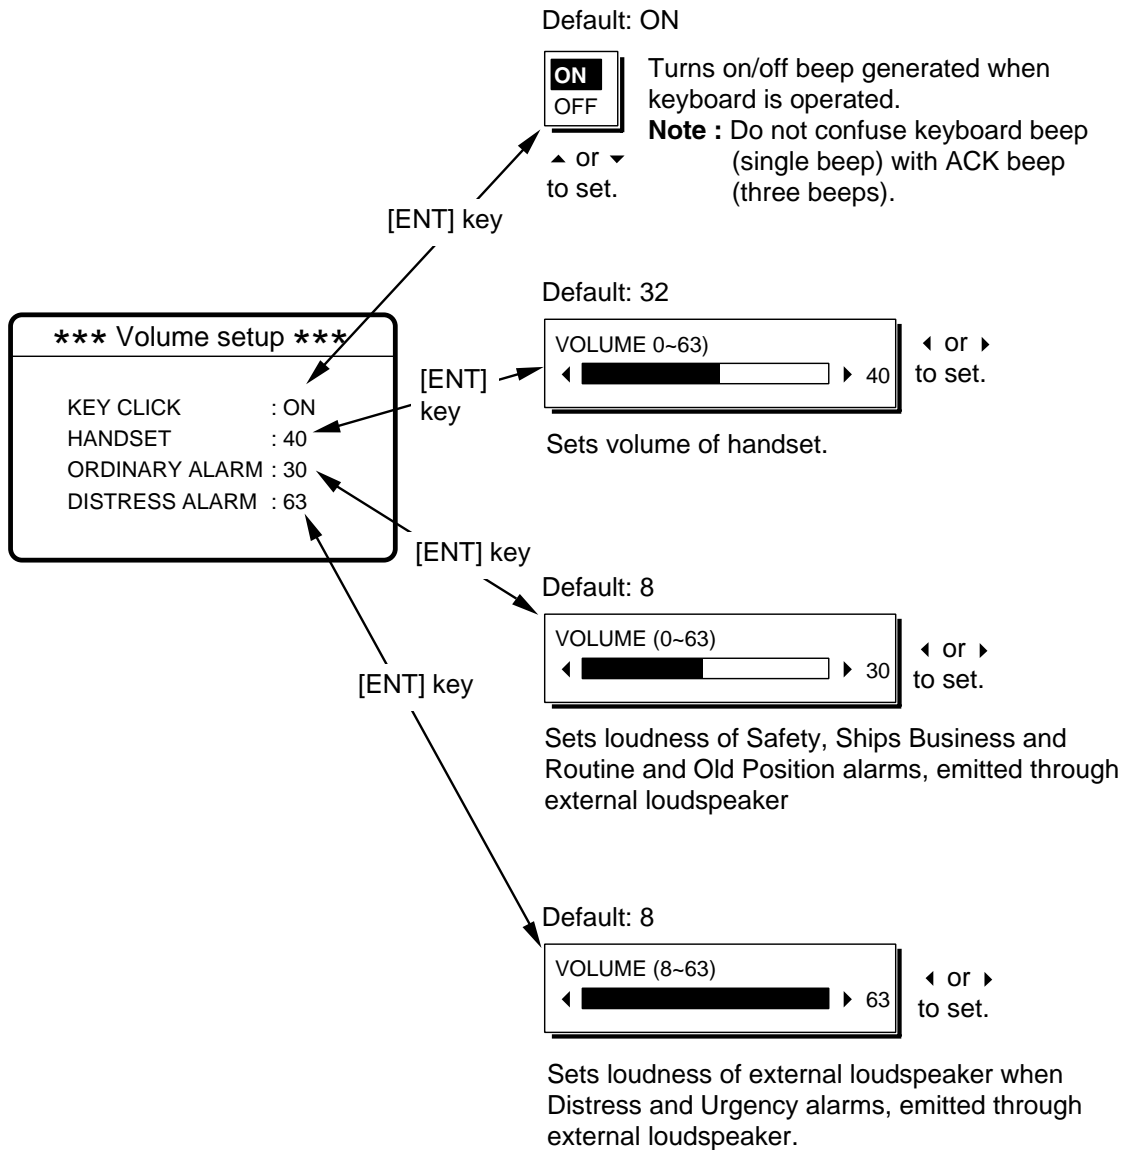 Default: ON
ON
OFF
Turns on/off beep generated when
keyboard is operated.
Note : Do not confuse keyboard beep
(single beep) with ACK beep
(three beeps).
▲ or ▼
to set.
[ENT] key
*** Volume setup ***
KEY CLICK : ON
HANDSET : 40
ORDINARY ALARM : 30
DISTRESS ALARM : 63
[ENT]
key
Default: 32
VOLUME 0~63)
40
◀ or ▶
to set.
Sets volume of handset.
[ENT] key
Default: 8
VOLUME (0~63)
30
◀ or ▶
to set.
Sets loudness of Safety, Ships Business and
Routine and Old Position alarms, emitted through
external loudspeaker
[ENT] key
Default: 8
VOLUME (8~63)
63
◀ or ▶
to set.
Sets loudness of external loudspeaker when
Distress and Urgency alarms, emitted through
external loudspeaker.